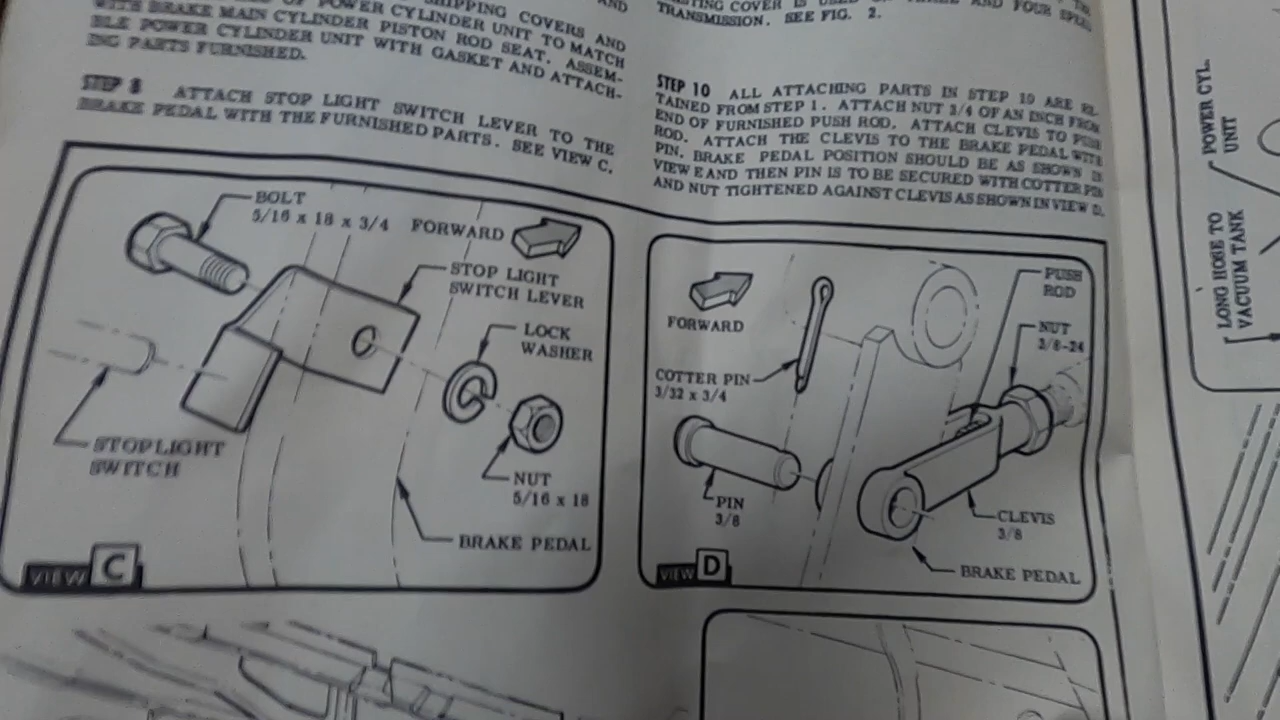 POWER CYLINDER UNIT TO MATCH
WITH BRAKE MAIN CYLINDER PISTON ROD SEAT. ASSEM-
BLE POWER CYLINDER UNIT WITH GASKET AND ATTACH-
ING PARTS FURNISHED.
STEP 8 ATTACH STOP LIGHT SWITCH LEVER TO THE
BRAKE PEDAL WITH THE FURNISHED PARTS. SEE VIEW C.
BOLT
5/16 x 18 x 3/4
FORWARD
STOP LIGHT
SWITCH LEVER
LOCK
WASHER
STOPLIGHT
SWITCH
NUT
5/16 x 18
BRAKE PEDAL
VIEW C
TRANSMISSION. SEE FIG. 2.
STEP 10 ALL ATTACHING PARTS IN STEP 10 ARE
TAINED FROM STEP 1. ATTACH NUT 3/4 OF AN INCH FROM
END OF FURNISHED PUSH ROD. ATTACH CLEVIS TO PUSH
ROD. ATTACH THE CLEVIS TO THE BRAKE PEDAL WITH
PIN. BRAKE PEDAL POSITION SHOULD BE AS SHOWN IN
VIEW E AND THEN PIN IS TO BE SECURED WITH COTTER PIN
AND NUT TIGHTENED AGAINST CLEVIS AS SHOWN IN VIEW D.
FORWARD
PUSH
ROD
NUT
3/8-24
COTTER PIN
3/32 x 3/4
PIN
3/8
CLEVIS
3/8
BRAKE PEDAL
VIEW D
POWER CYL.
UNIT
LONG HOSE TO
VACUUM TANK